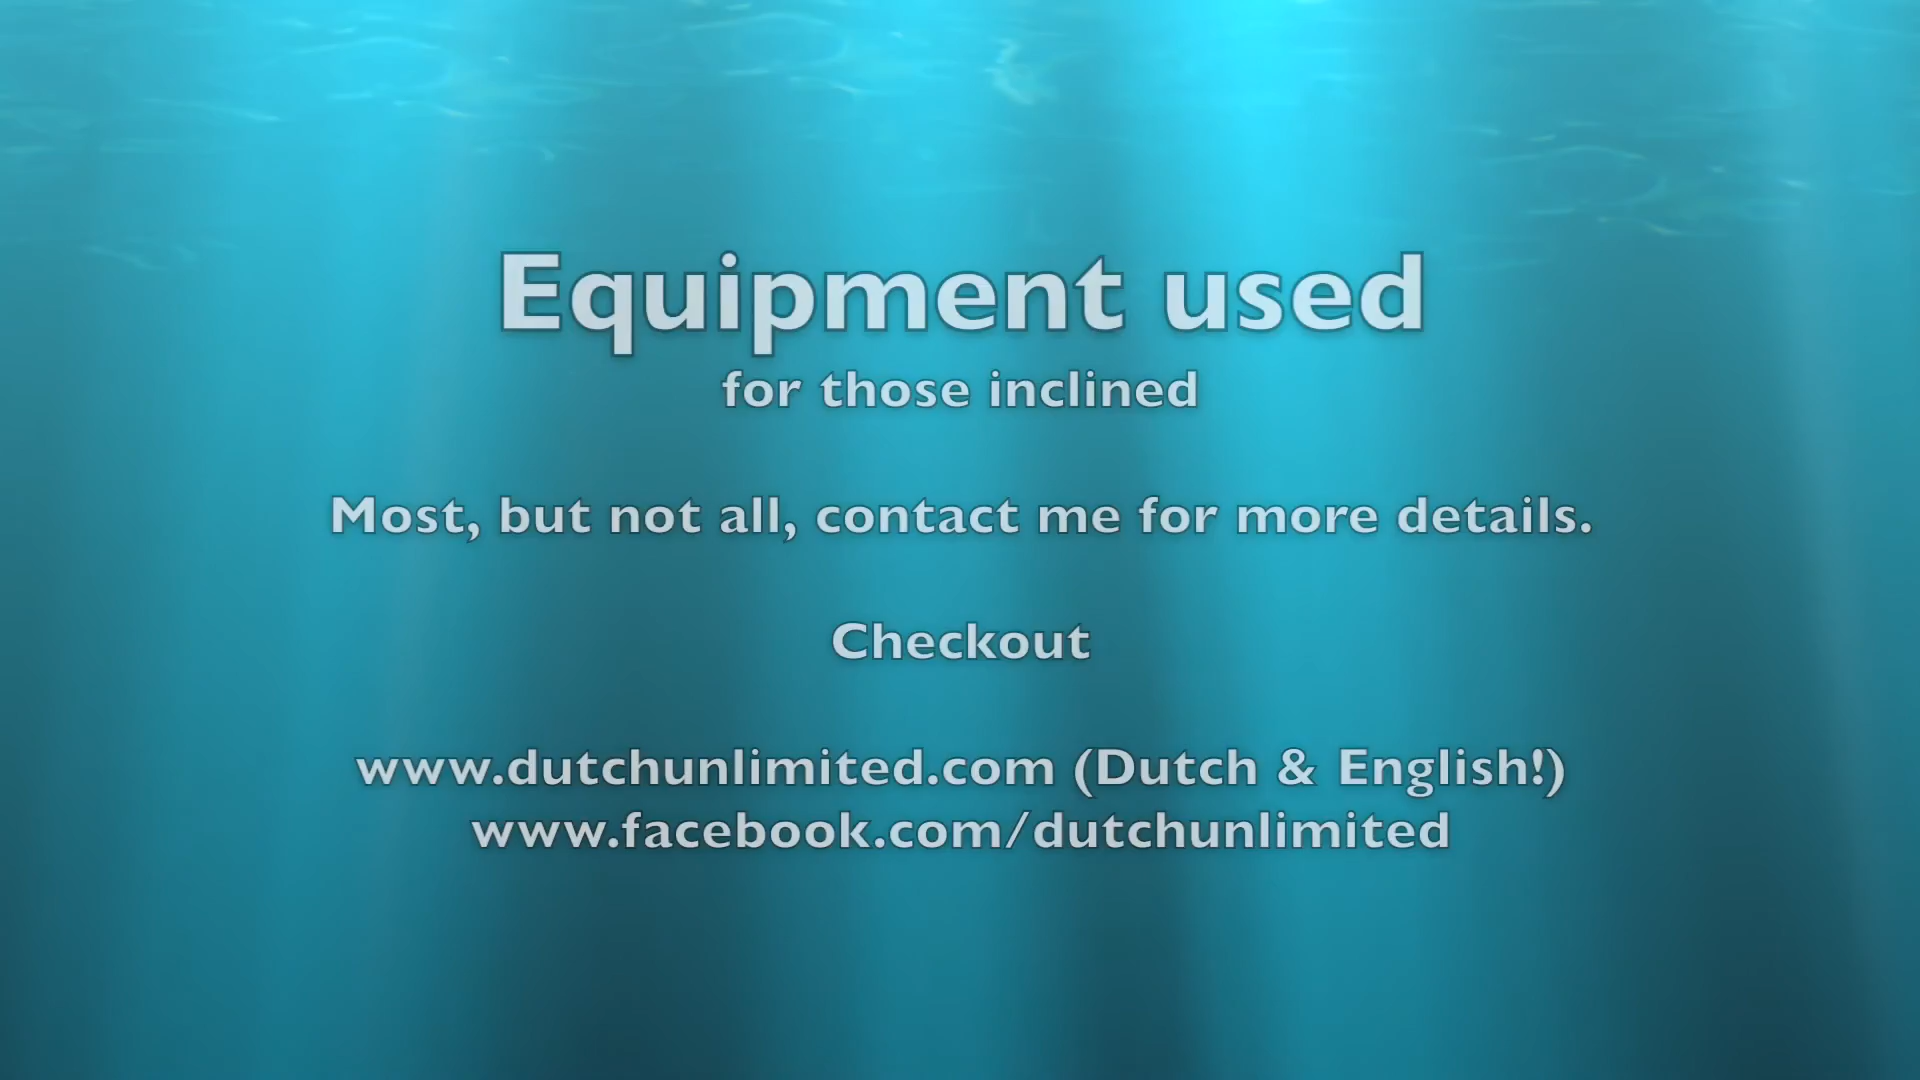 Equipment used
for those inclined
Most, but not all, contact me for more details.
Checkout
www.dutchunlimited.com (Dutch & English!)
www.facebook.com/dutchunlimited